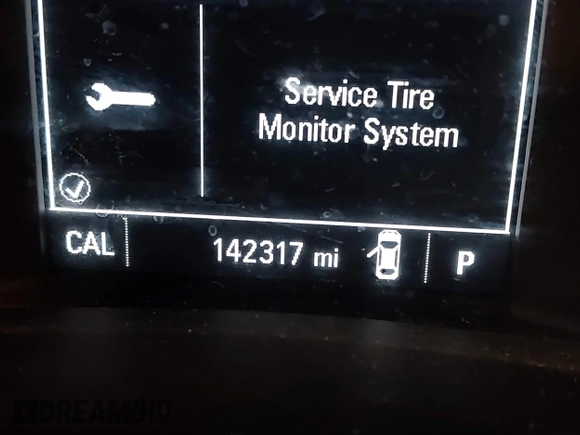 Service Tire
Monitor System
CAL
142317 mi
P
DREAMBID